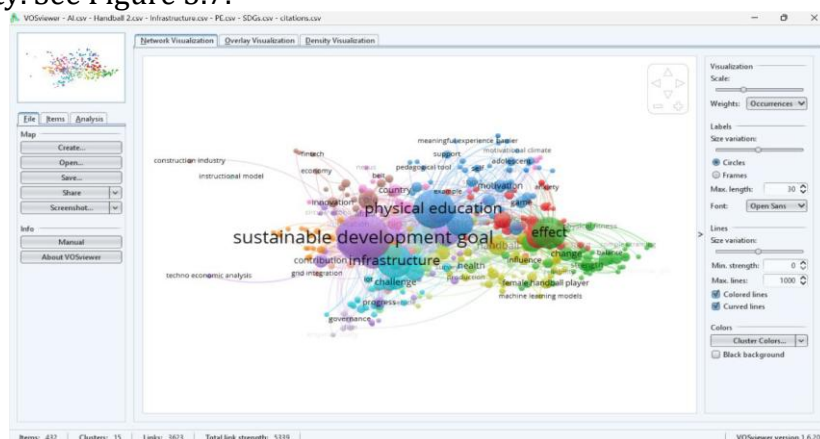 ty. See Figure 3.7.
VOSviewer - AI.csv - Handball 2.csv - Infrastructure.csv - PE.csv - SDGs.csv - citations.csv
Network Visualization Overlay Visualization Density Visualization
File Items Analysis
Map
Create...
Open...
Save...
Share
Screenshot...
Info
Manual
About VOSviewer
meaningful experience
support
motivational climate
fintech
construction industry
pedagogical tool
adolescent
economy
instructional model
country
example
motivation
anxiety
innovation
game
physical education
sustainable development goal
effect
handball
change
balance
contribution
infrastructure
influence
strength
grid integration
health
techno economic analysis
challenge
production
female handball player
machine learning models
progress
governance
Visualization
Scale:
Weights: Occurrences
Labels
Size variation:
Circles
Frames
Max. length: 30
Font: Open Sans
Lines
Size variation:
Min. strength: 0
Max. lines: 1000
Colored lines
Curved lines
Colors
Cluster Colors...
Black background
Items: 432 Clusters: 15 Links: 3623 Total link strength: 5339
VOSviewer version 1.6.20